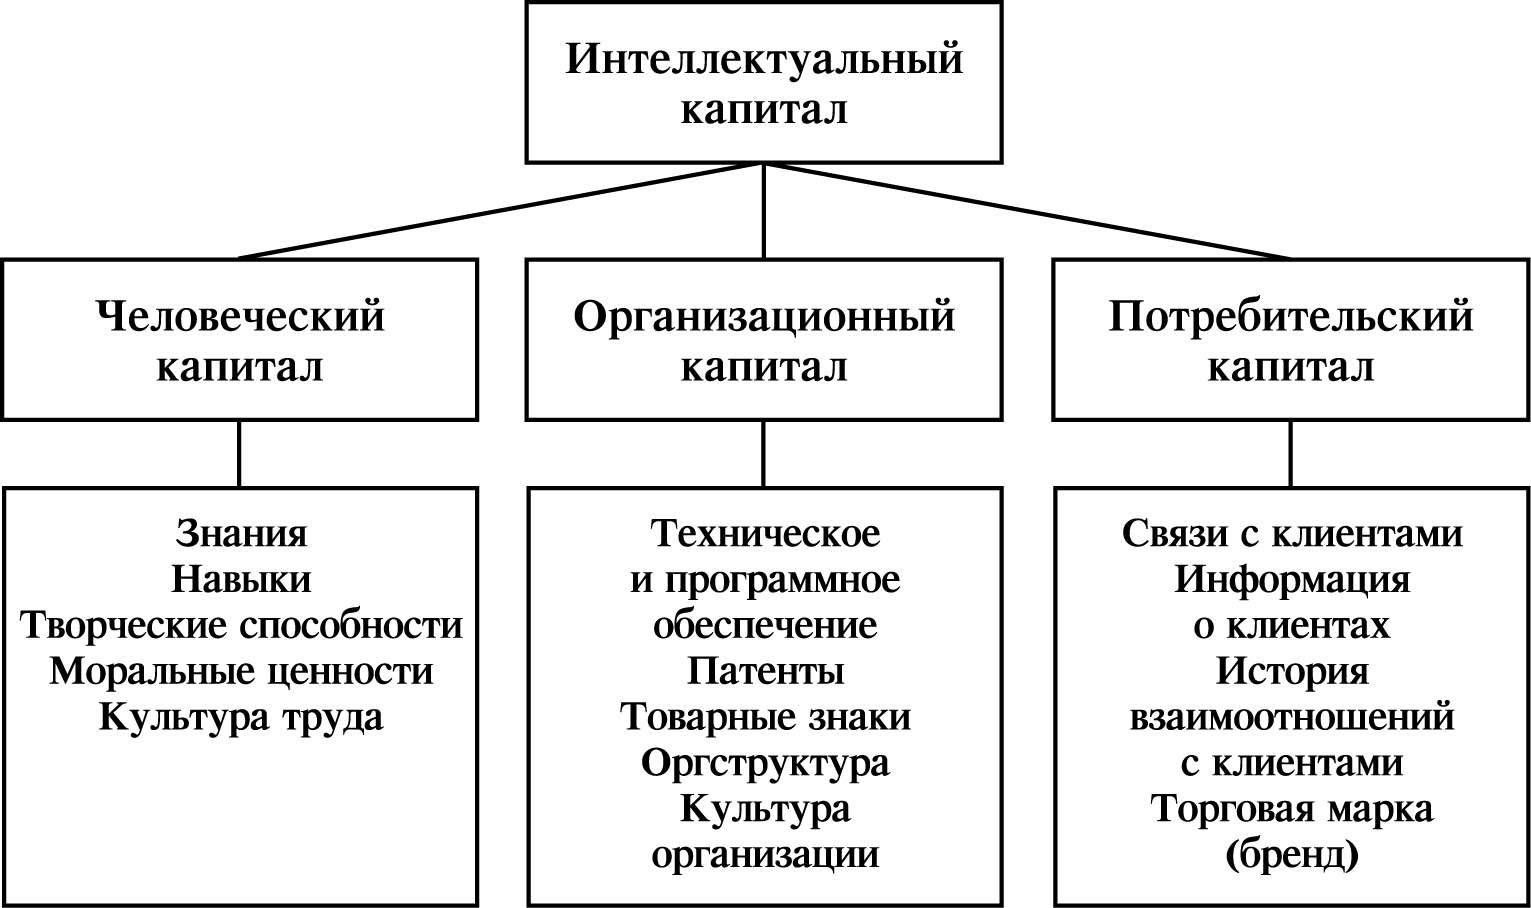 Интеллектуальный
капитал
Человеческий
капитал
Организационный
капитал
Потребительский
капитал
Знания
Навыки
Творческие способности
Моральные ценности
Культура труда
Техническое
и программное
обеспечение
Патенты
Товарные знаки
Оргструктура
Культура
организации
Связи с клиентами
Информация
о клиентах
История
взаимоотношений
с клиентами
Торговая марка
(бренд)